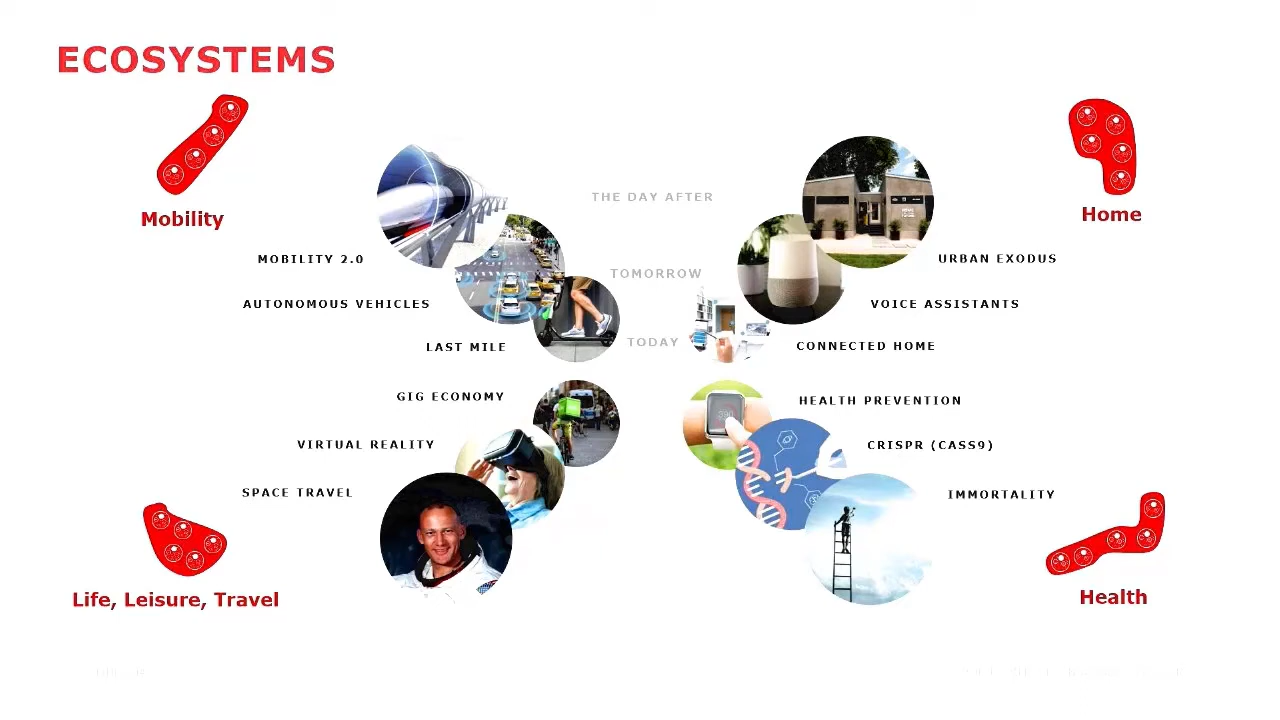 ECOSYSTEMS
Mobility
Home
THE DAY AFTER
MOBILITY 2.0
URBAN EXODUS
TOMORROW
AUTONOMOUS VEHICLES
VOICE ASSISTANTS
LAST MILE
TODAY
CONNECTED HOME
GIG ECONOMY
HEALTH PREVENTION
VIRTUAL REALITY
CRISPR (CASS9)
SPACE TRAVEL
IMMORTALITY
Life, Leisure, Travel
Health